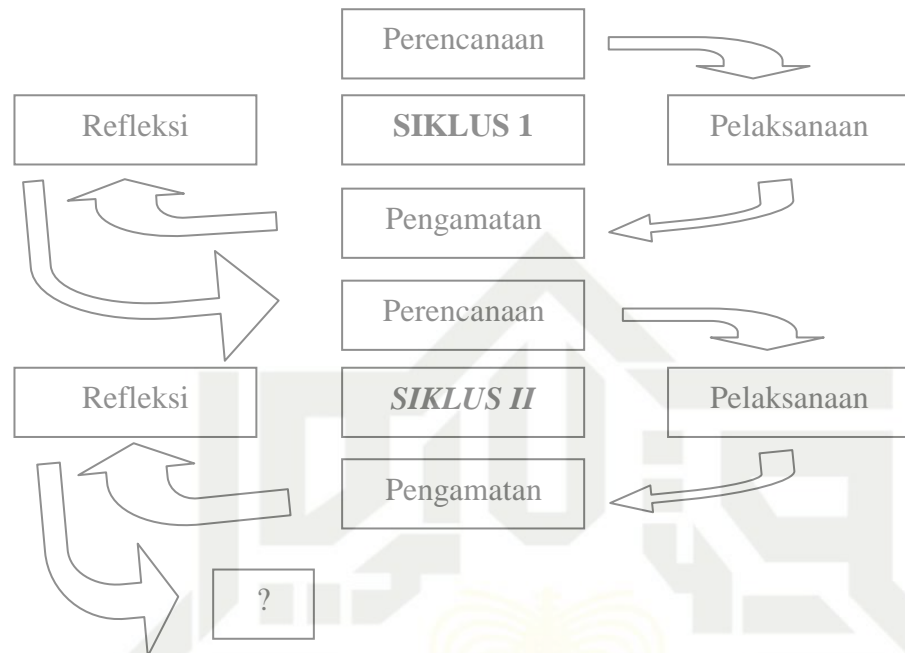 Perencanaan
Refleksi
SIKLUS 1
Pelaksanaan
Pengamatan
Perencanaan
Refleksi
SIKLUS II
Pelaksanaan
Pengamatan
?